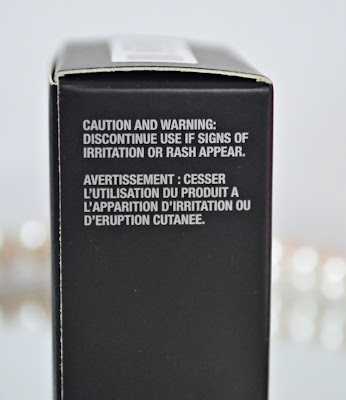 CAUTION AND WARNING:
DISCONTINUE USE IF SIGNS OF
IRRITATION OR RASH APPEAR.
AVERTISSEMENT : CESSER
L'UTILISATION DU PRODUIT A
L'APPARITION D'IRRITATION OU
D'ERUPTION CUTANEE.